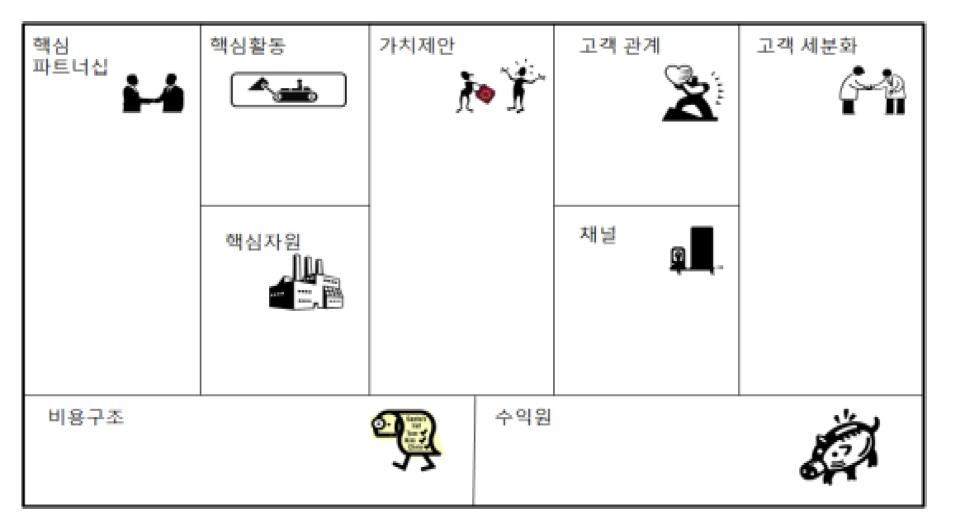 핵심
파트너십
핵심활동
가치제안
고객 관계
고객 세분화
핵심자원
채널
비용구조
수익원